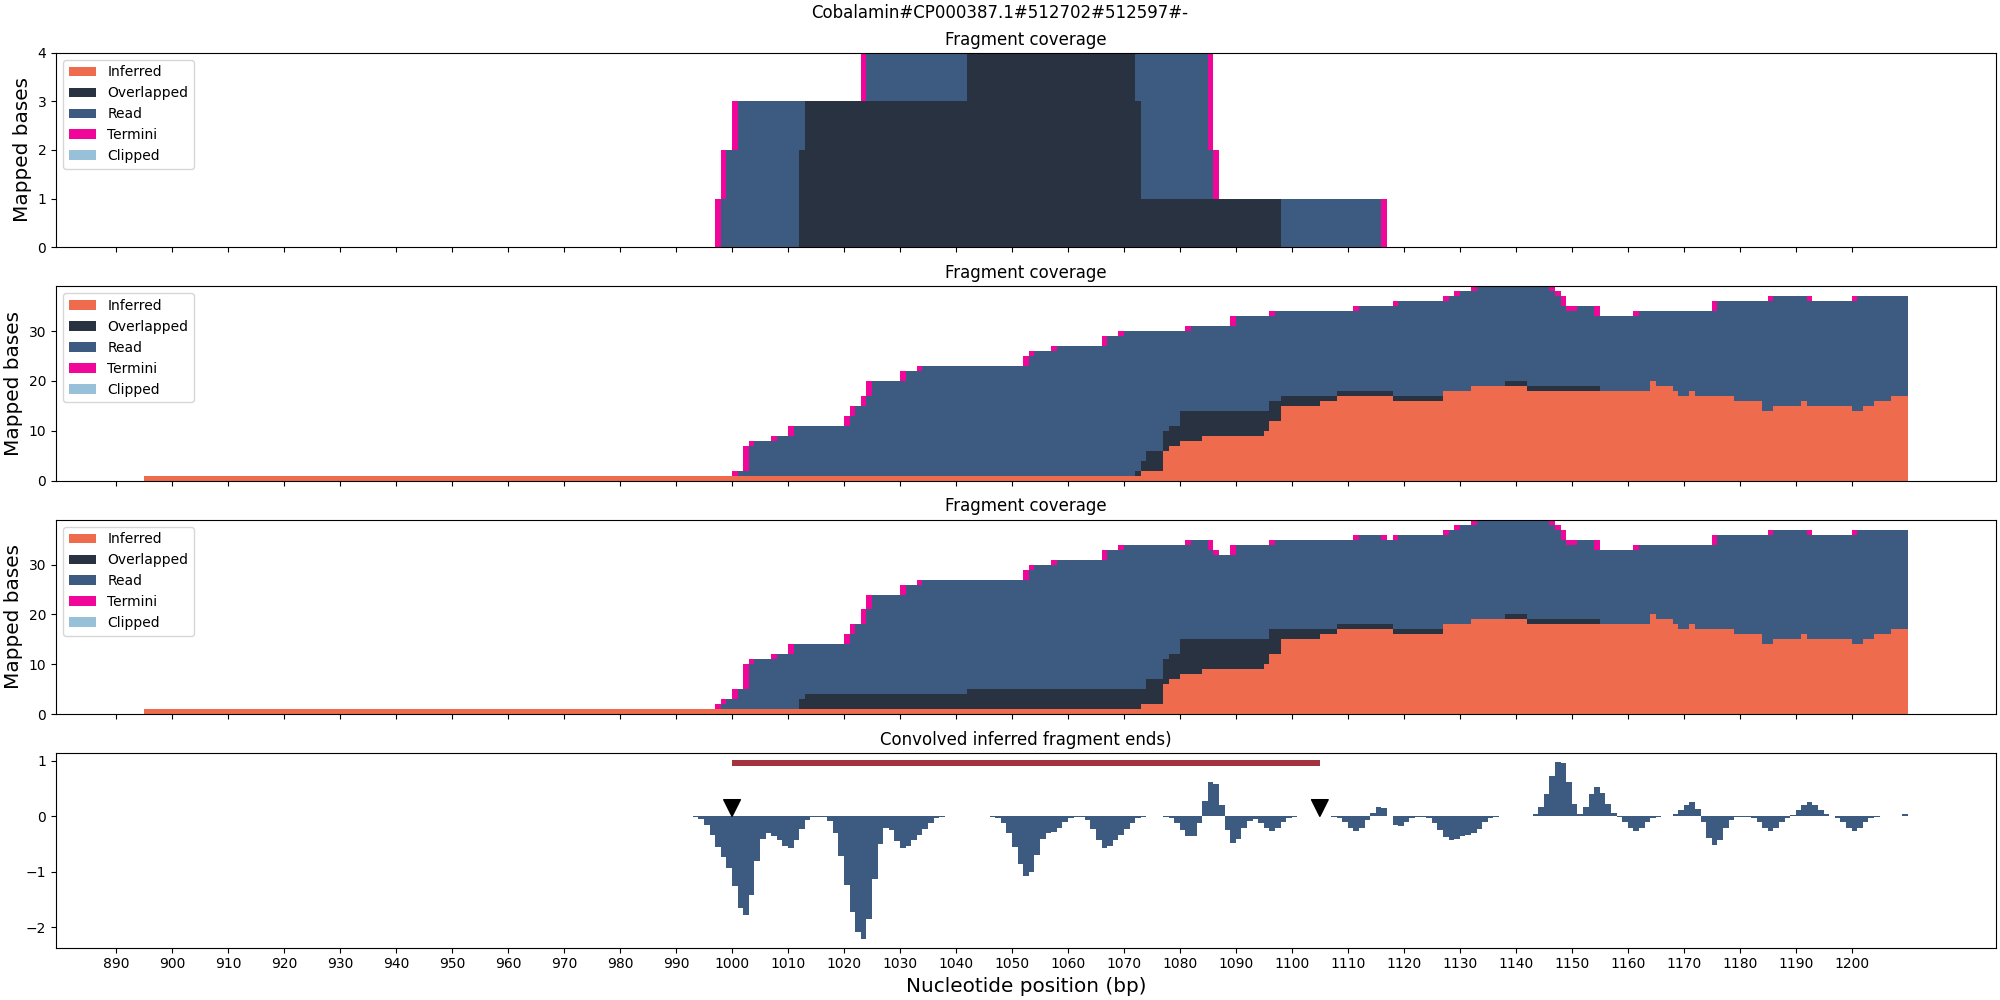 Cobalamin#CP000387.1#512702#512597#-
Fragment coverage
Mapped bases
4
3
2
1
0
Inferred
Overlapped
Read
Termini
Clipped
Fragment coverage
Mapped bases
30
20
10
0
Inferred
Overlapped
Read
Termini
Clipped
Fragment coverage
Mapped bases
30
20
10
0
Inferred
Overlapped
Read
Termini
Clipped
Convolved inferred fragment ends)
1
0
−1
−2
890 900 910 920 930 940 950 960 970 980 990 1000 1010 1020 1030 1040 1050 1060 1070 1080 1090 1100 1110 1120 1130 1140 1150 1160 1170 1180 1190 1200
Nucleotide position (bp)